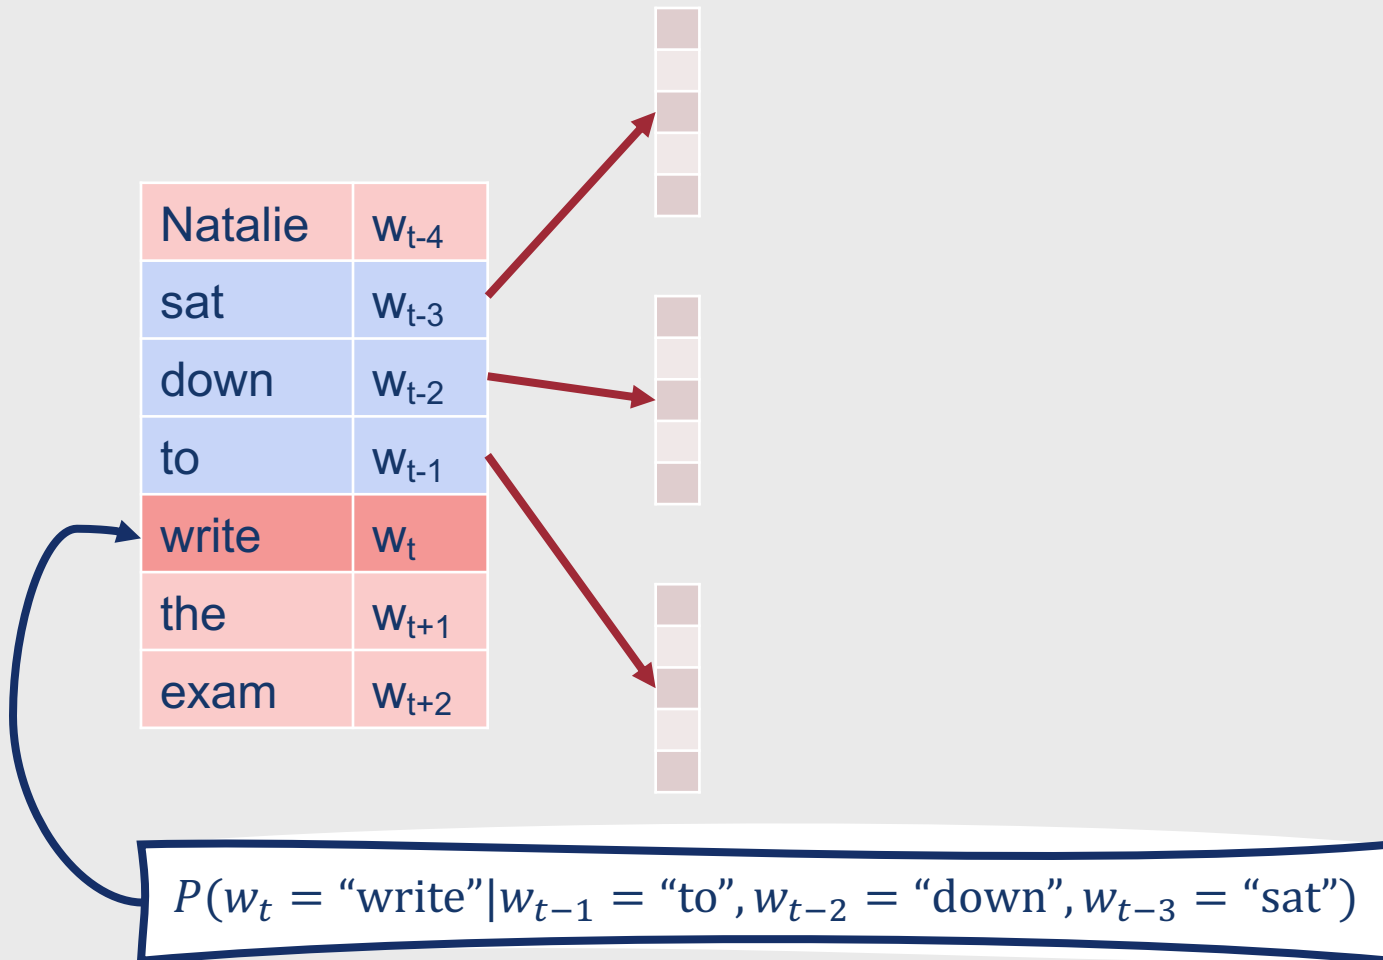 Natalie w_{t-4}
sat w_{t-3}
down w_{t-2}
to w_{t-1}
write w_t
the w_{t+1}
exam w_{t+2}
P(w_t = “write”|w_{t−1} = “to”, w_{t−2} = “down”, w_{t−3} = “sat”)